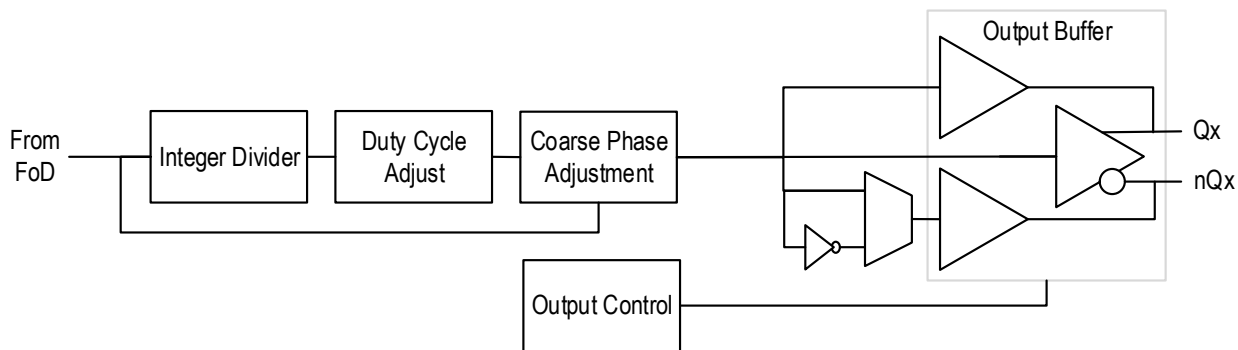 Output Buffer
From
FoD
Integer Divider
Duty Cycle
Adjust
Coarse Phase
Adjustment
Qx
nQx
Output Control